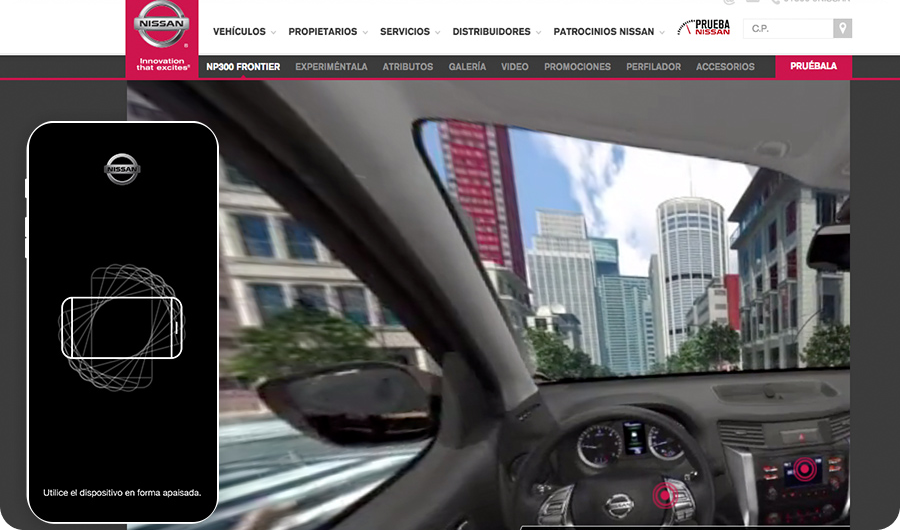 NISSAN
Innovation
that excites®
VEHÍCULOS PROPIETARIOS SERVICIOS DISTRIBUIDORES PATROCINIOS NISSAN PRUEBA
NISSAN
C.P.
NP300 FRONTIER EXPERIMÉNTALA ATRIBUTOS GALERÍA VIDEO PROMOCIONES PERFILADOR ACCESORIOS PRUÉBALA
NISSAN
Utilice el dispositivo en forma apaisada.
NISSAN